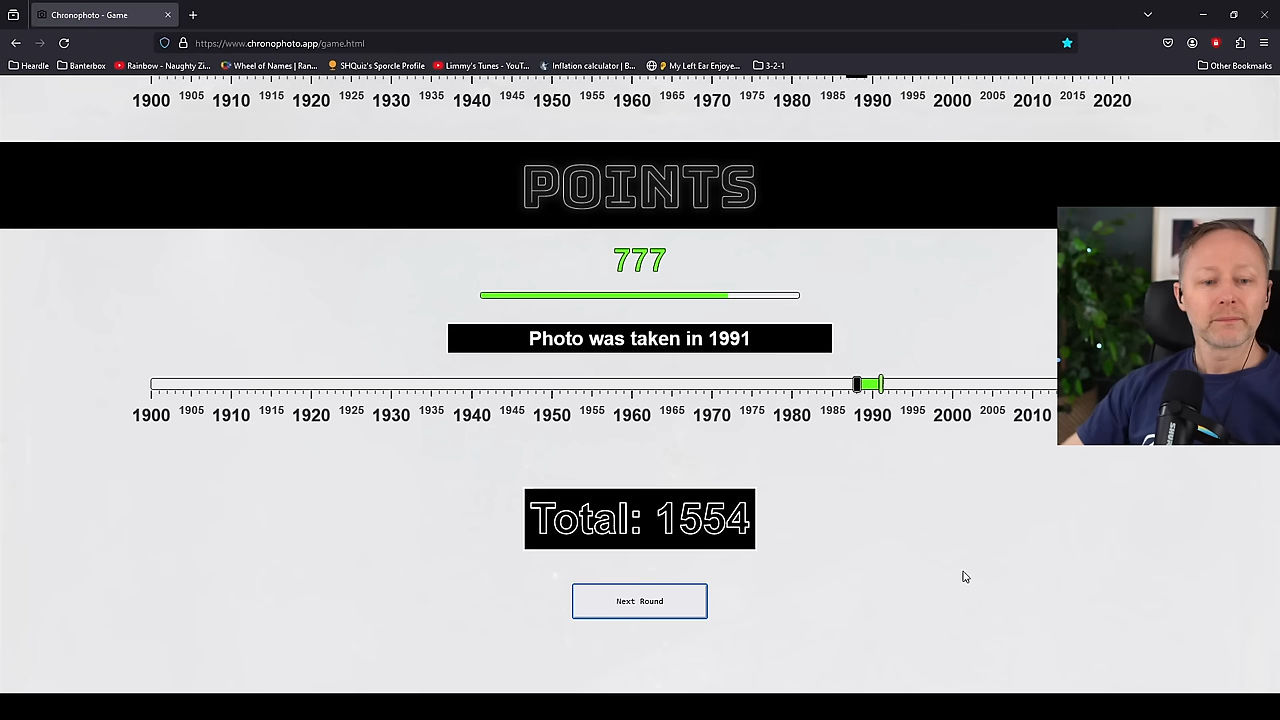 Chronophoto - Game
https://www.chronophoto.app/game.html
Heardle Banterbox Rainbow - Naughty Zi... Wheel of Names | Ran... SHQuiz's Sporcle Profile Limmy's Tunes - YouT... Inflation calculator | B... My Left Ear Enjoye... 3-2-1 Other Bookmarks
1900 1905 1910 1915 1920 1925 1930 1935 1940 1945 1950 1955 1960 1965 1970 1975 1980 1985 1990 1995 2000 2005 2010 2015 2020
POINTS
777
Photo was taken in 1991
1900 1905 1910 1915 1920 1925 1930 1935 1940 1945 1950 1955 1960 1965 1970 1975 1980 1985 1990 1995 2000 2005 2010
Total: 1554
Next Round